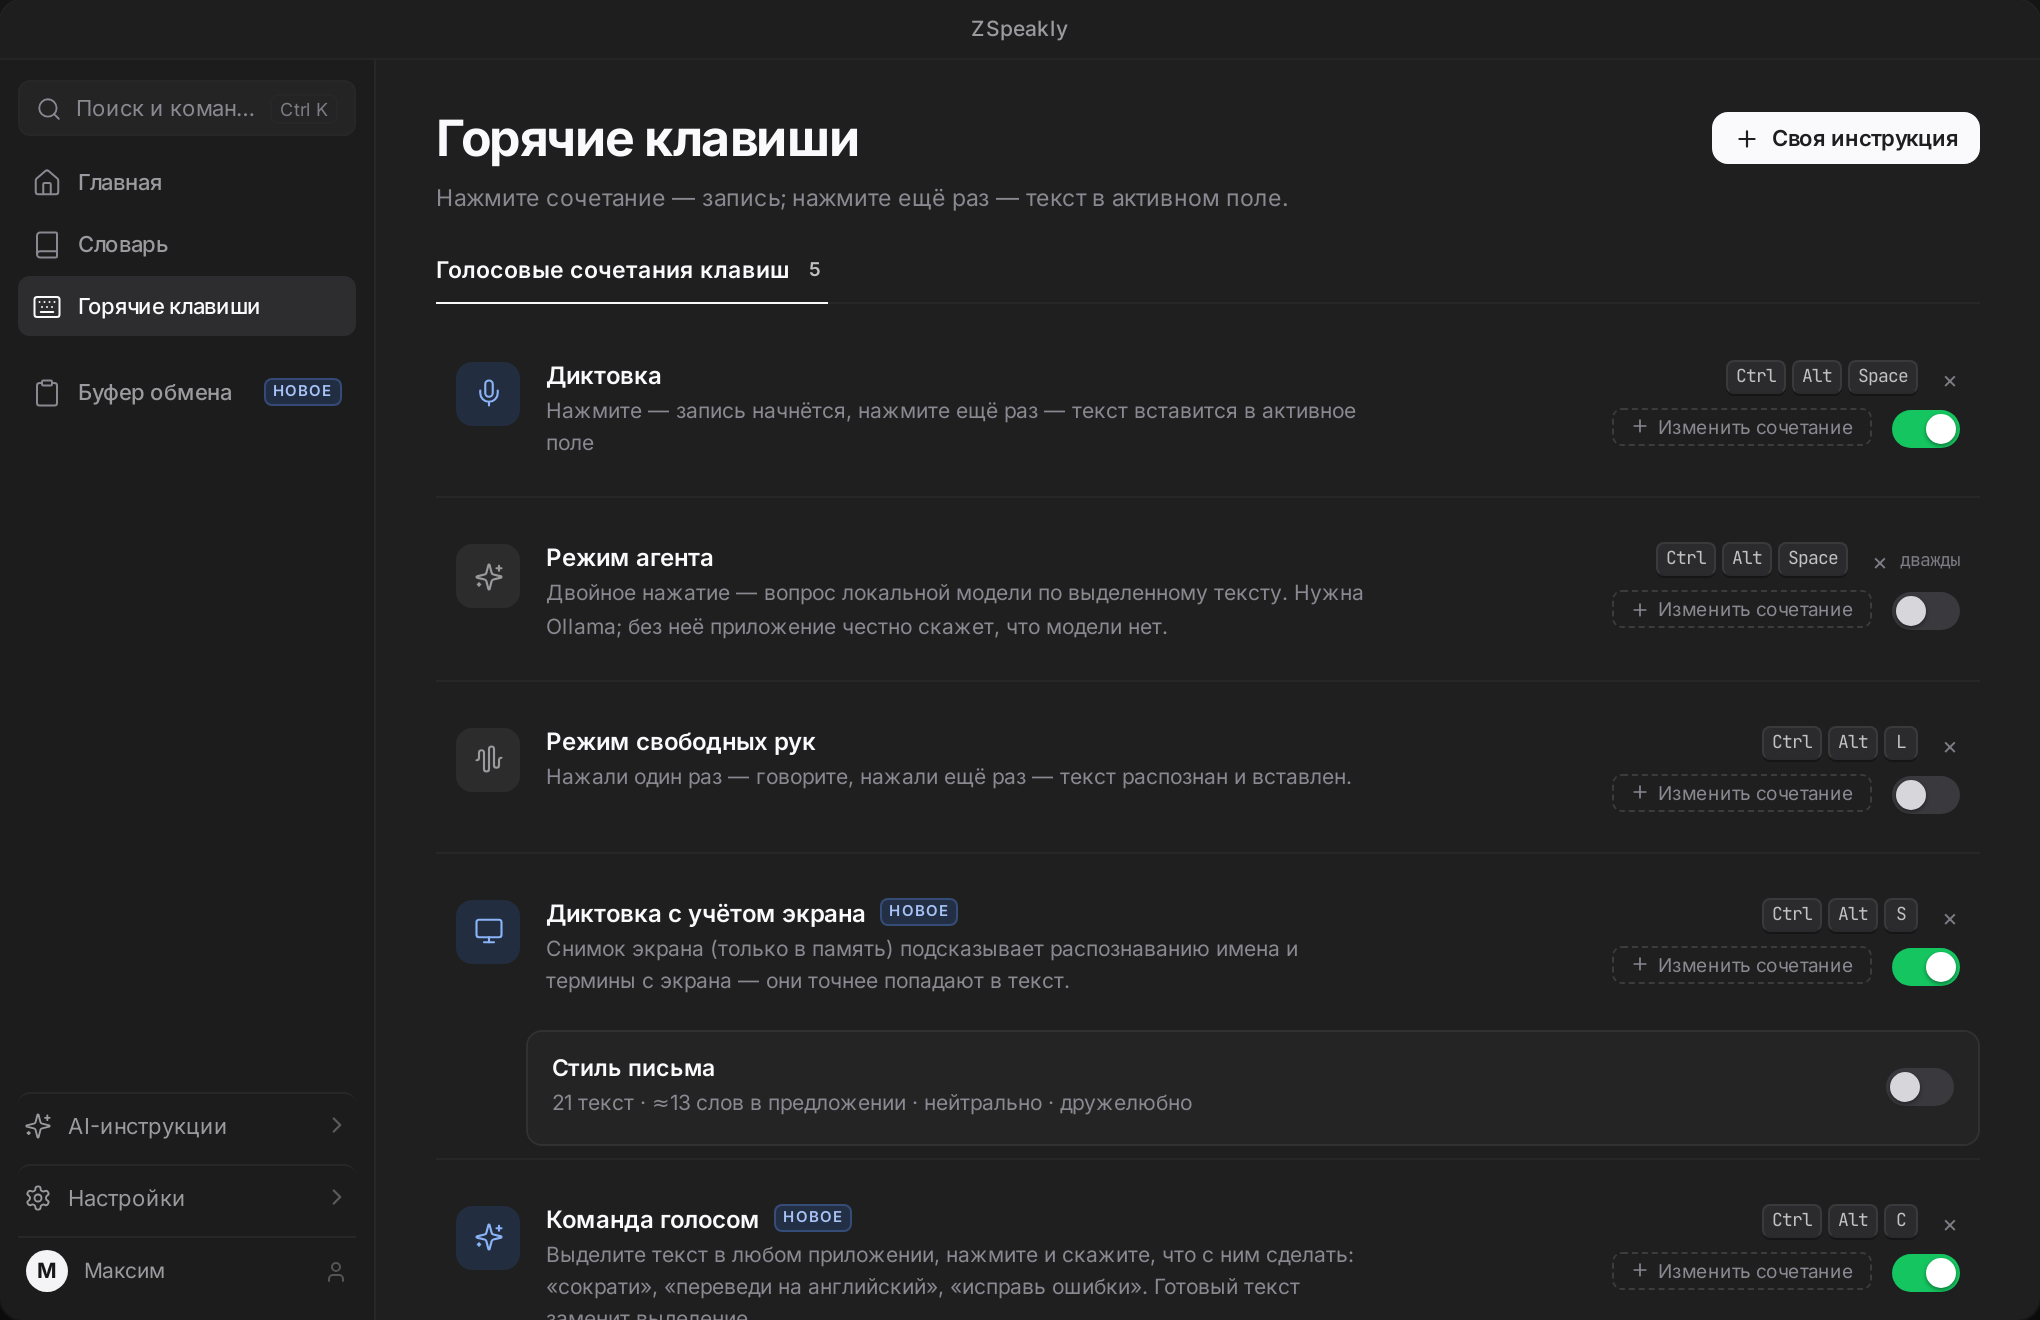 ZSpeakly
Поиск и коман... Ctrl K
Главная
Словарь
Горячие клавиши
Буфер обмена НОВОЕ
AI-инструкции
Настройки
М Максим
Горячие клавиши
+ Своя инструкция
Нажмите сочетание — запись; нажмите ещё раз — текст в активном поле.
Голосовые сочетания клавиш 5
Диктовка
Нажмите — запись начнётся, нажмите ещё раз — текст вставится в активное
поле
Ctrl Alt Space ×
+ Изменить сочетание
Режим агента
Двойное нажатие — вопрос локальной модели по выделенному тексту. Нужна
Ollama; без неё приложение честно скажет, что модели нет.
Ctrl Alt Space × дважды
+ Изменить сочетание
Режим свободных рук
Нажали один раз — говорите, нажали ещё раз — текст распознан и вставлен.
Ctrl Alt L ×
+ Изменить сочетание
Диктовка с учётом экрана НОВОЕ
Снимок экрана (только в память) подсказывает распознаванию имена и
термины с экрана — они точнее попадают в текст.
Ctrl Alt S ×
+ Изменить сочетание
Стиль письма
21 текст · ≈13 слов в предложении · нейтрально · дружелюбно
Команда голосом НОВОЕ
Выделите текст в любом приложении, нажмите и скажите, что с ним сделать:
«сократи», «переведи на английский», «исправь ошибки». Готовый текст
заменит выделение.
Ctrl Alt C ×
+ Изменить сочетание